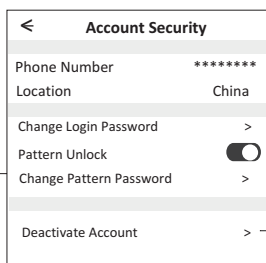 < Account Security
Phone Number ********
Location China
Change Login Password >
Pattern Unlock
Change Pattern Password >
Deactivate Account >